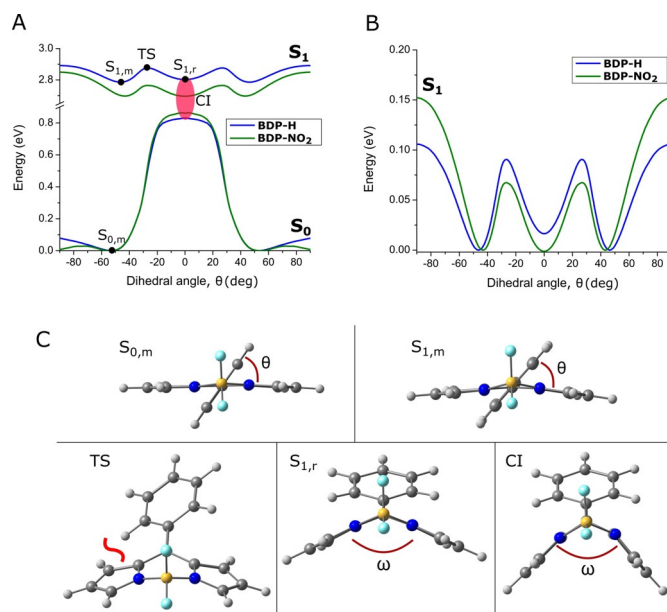 A
3.0
2.8
0.8
0.6
0.4
0.2
0.0
Energy (eV)
-80 -60 -40 -20 0 20 40 60 80
Dihedral angle, θ(deg)
S1,m
TS
S1,r
S1
CI
BDP-H
BDP-NO2
S0,m
S0
B
0.20
0.15
0.10
0.05
0.00
Energy (eV)
-80 -60 -40 -20 0 20 40 60 80
Dihedral angle, θ(deg)
S1
BDP-H
BDP-NO2
C
S0,m
θ
S1,m
θ
TS
S1,r
ω
CI
ω